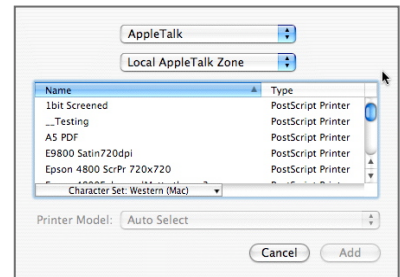 AppleTalk
Local AppleTalk Zone
Name Type
1bit Screened PostScript Printer
__Testing PostScript Printer
A5 PDF PostScript Printer
E9800 Satin720dpi PostScript Printer
Epson 4800 ScrPr 720x720 PostScript Printer
Character Set: Western (Mac)
Printer Model: Auto Select
Cancel Add